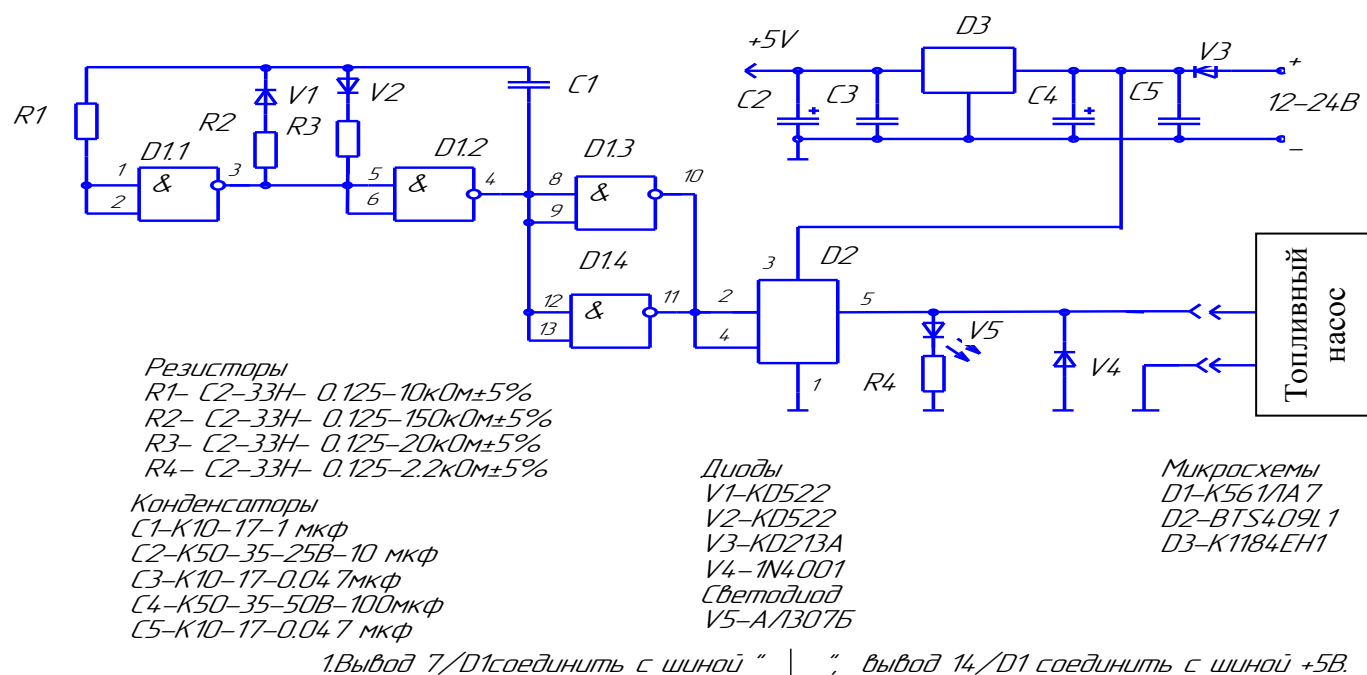 +5V
D3
V3
+
C2
+
C3
C4
+
C5
12–24В
–
R1
V1
V2
C1
R2
R3
D1.1
1
2
&
3
D1.2
5
6
&
4
D1.3
8
9
&
10
D1.4
12
13
&
11
D2
3
2
4
5
1
V5
R4
V4
Топливный
насос
Резисторы
R1– С2–33Н– 0.125–10кОм±5%
R2– С2–33Н– 0.125–150кОм±5%
R3– С2–33Н– 0.125–20кОм±5%
R4– С2–33Н– 0.125–2.2кОм±5%
Конденсаторы
С1–К10–17–1 мкф
С2–К50–35–25В–10 мкф
С3–К10–17–0.047мкф
С4–К50–35–50В–100мкф
С5–К10–17–0.047 мкф
Диоды
V1–KD522
V2–KD522
V3–KD213A
V4–1N4001
Светодиод
V5–АЛ307Б
Микросхемы
D1–К561ЛА7
D2–BTS409L1
D3–К1184ЕН1
1.Вывод 7/D1соединить с шиной " | ", вывод 14/D1 соединить с шиной +5В.